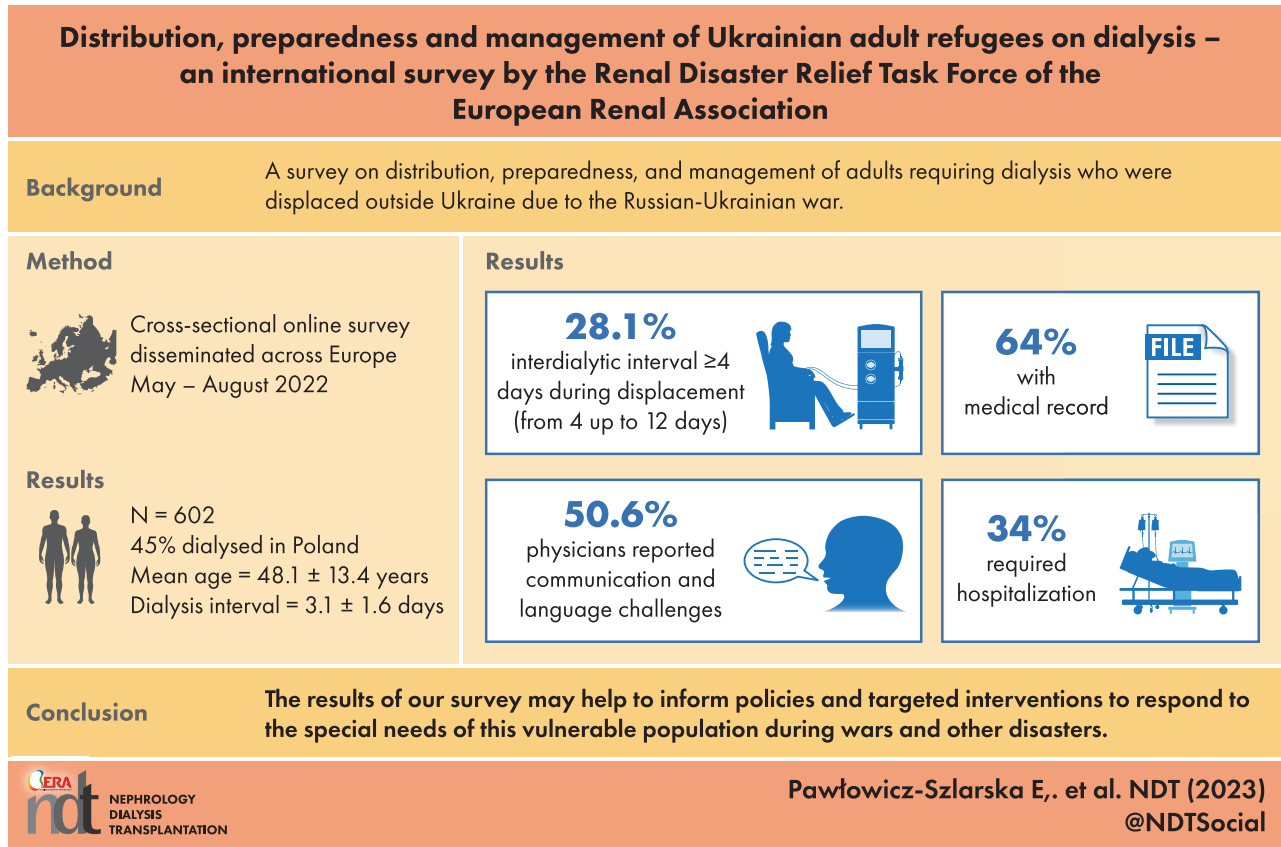 Distribution, preparedness and management of Ukrainian adult refugees on dialysis –
an international survey by the Renal Disaster Relief Task Force of the
European Renal Association
Background
A survey on distribution, preparedness, and management of adults requiring dialysis who were
displaced outside Ukraine due to the Russian-Ukrainian war.
Method
Cross-sectional online survey
disseminated across Europe
May – August 2022
Results
N = 602
45% dialysed in Poland
Mean age = 48.1 ± 13.4 years
Dialysis interval = 3.1 ± 1.6 days
Results
28.1%
interdialytic interval ≥4
days during displacement
(from 4 up to 12 days)
64%
with
medical record
FILE
50.6%
physicians reported
communication and
language challenges
34%
required
hospitalization
Conclusion
The results of our survey may help to inform policies and targeted interventions to respond to
the special needs of this vulnerable population during wars and other disasters.
ERA
ndt
NEPHROLOGY
DIALYSIS
TRANSPLANTATION
Pawłowicz-Szlarska E,. et al. NDT (2023)
@NDTSocial